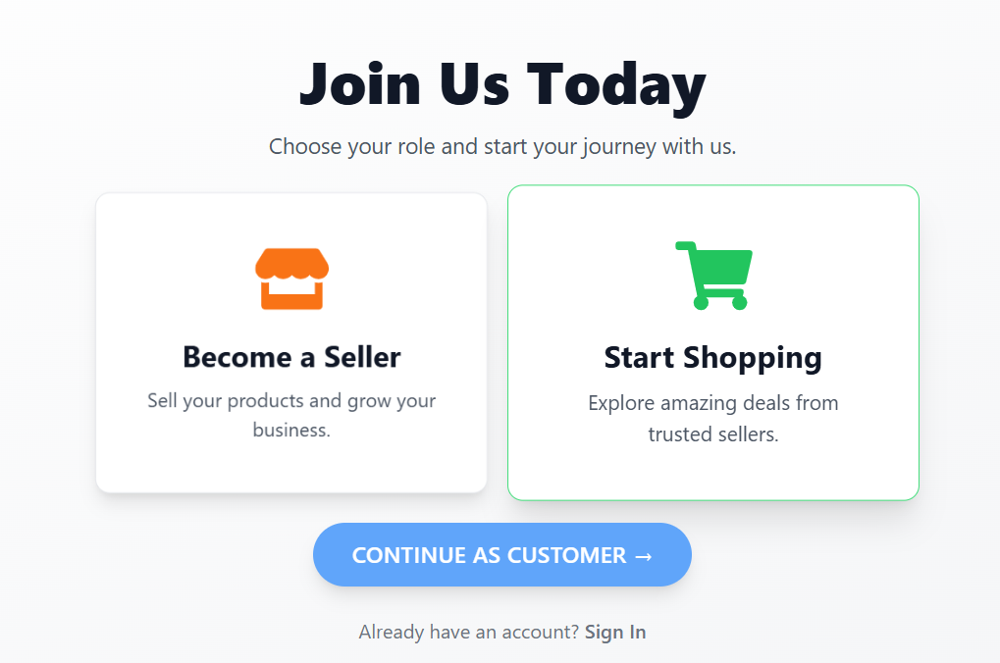 Join Us Today
Choose your role and start your journey with us.
Become a Seller
Sell your products and grow your
business.
Start Shopping
Explore amazing deals from
trusted sellers.
CONTINUE AS CUSTOMER →
Already have an account? Sign In